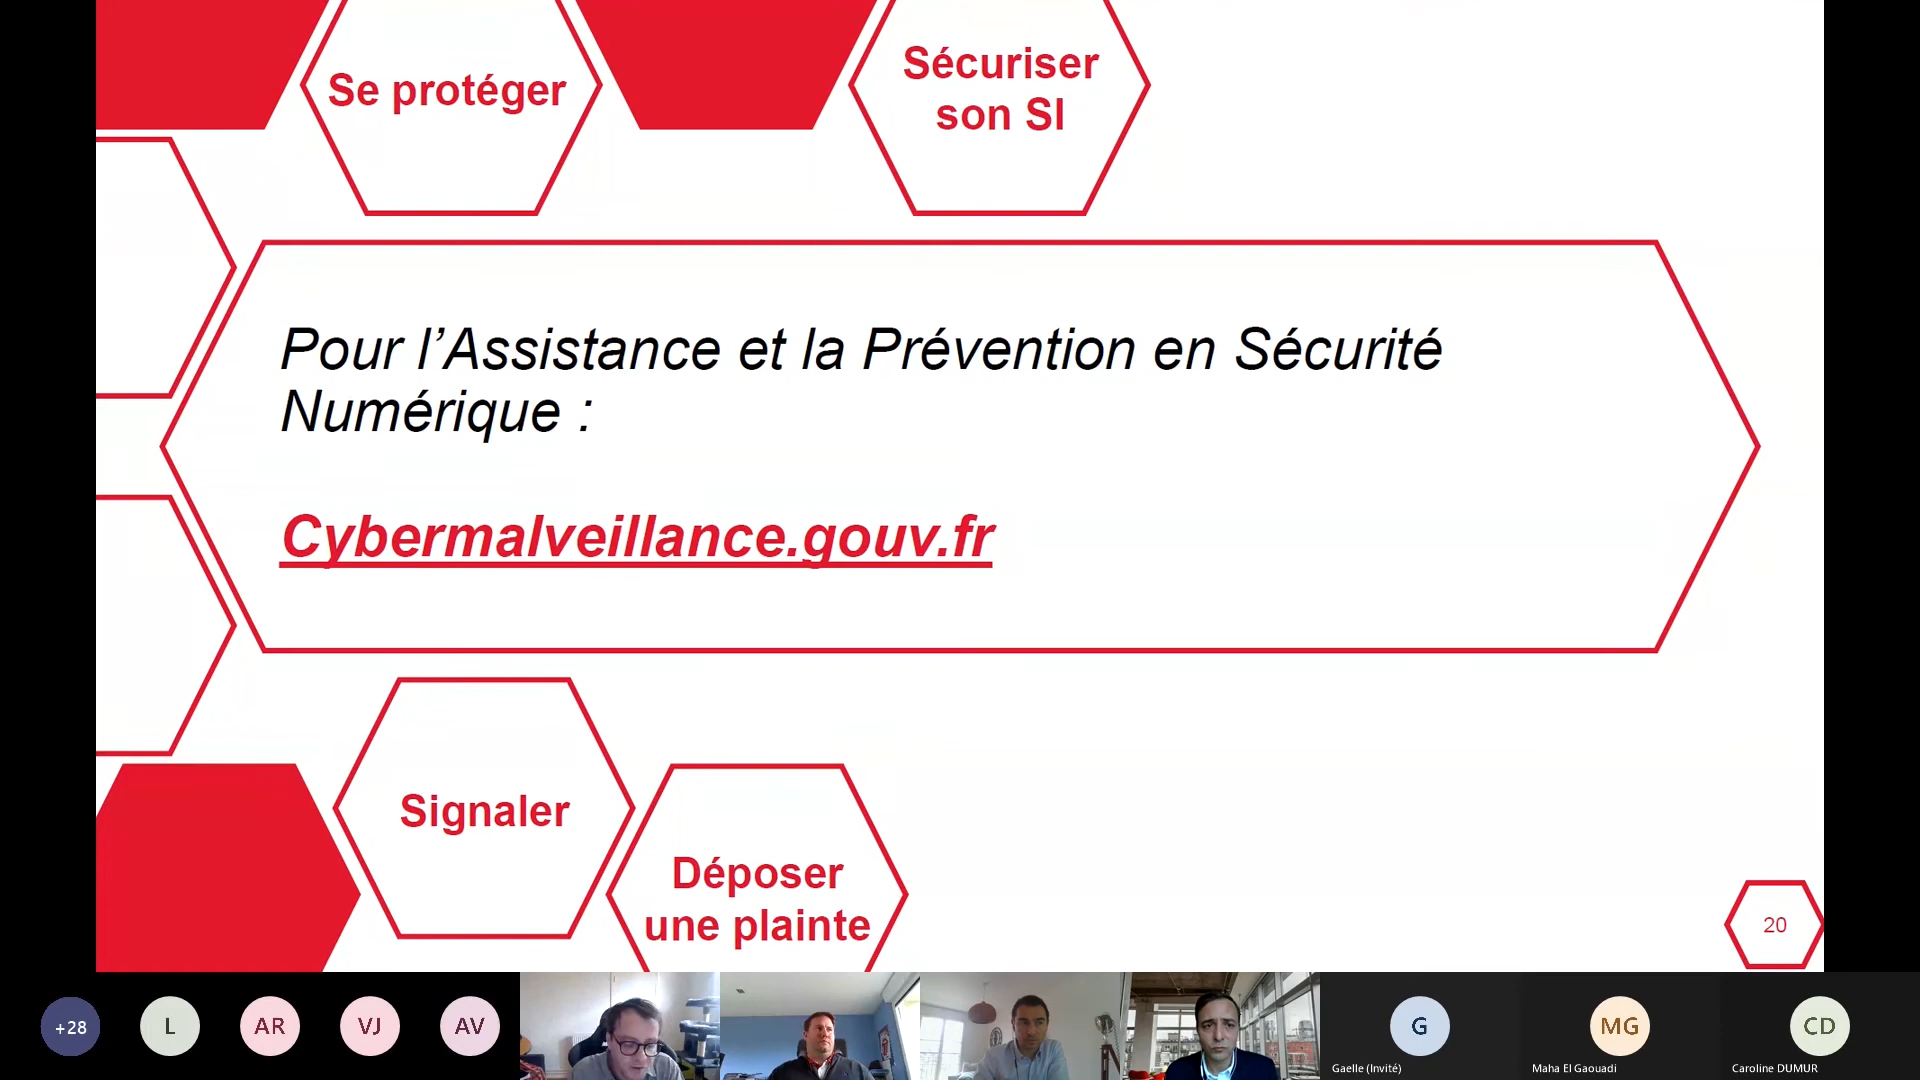 Se protéger
Sécuriser
son SI
Pour l’Assistance et la Prévention en Sécurité
Numérique :
Cybermalveillance.gouv.fr
Signaler
Déposer
une plainte
20
+28
L
AR
VJ
AV
G
Gaelle (Invité)
MG
Maha El Gaouadi
CD
Caroline DUMUR